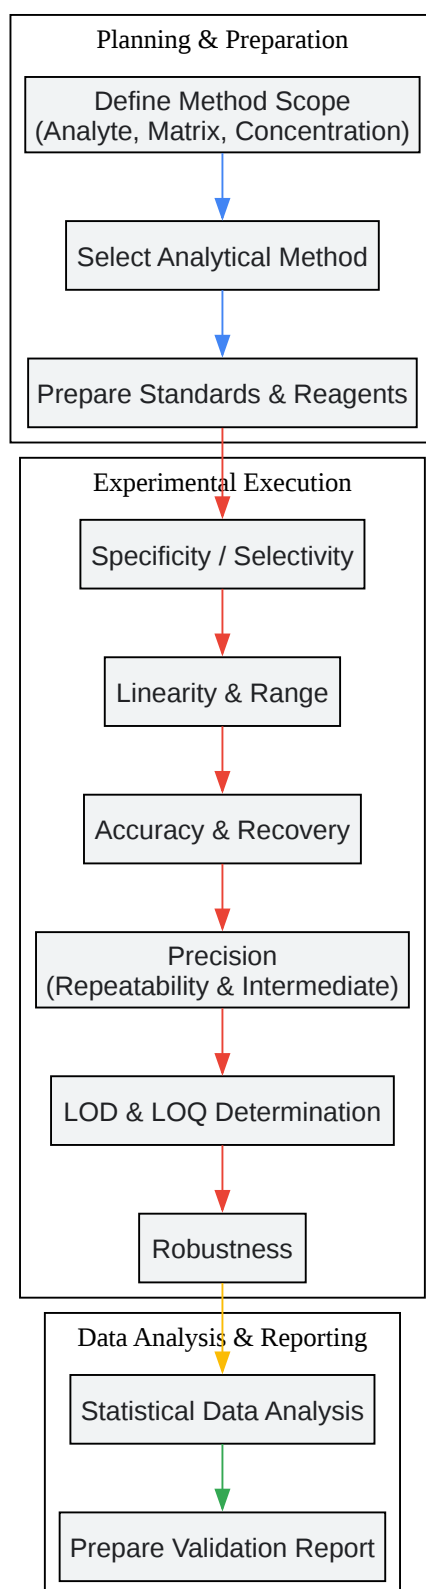 Planning & Preparation
Define Method Scope
(Analyte, Matrix, Concentration)
Select Analytical Method
Prepare Standards & Reagents
Experimental Execution
Specificity / Selectivity
Linearity & Range
Accuracy & Recovery
Precision
(Repeatability & Intermediate)
LOD & LOQ Determination
Robustness
Data Analysis & Reporting
Statistical Data Analysis
Prepare Validation Report